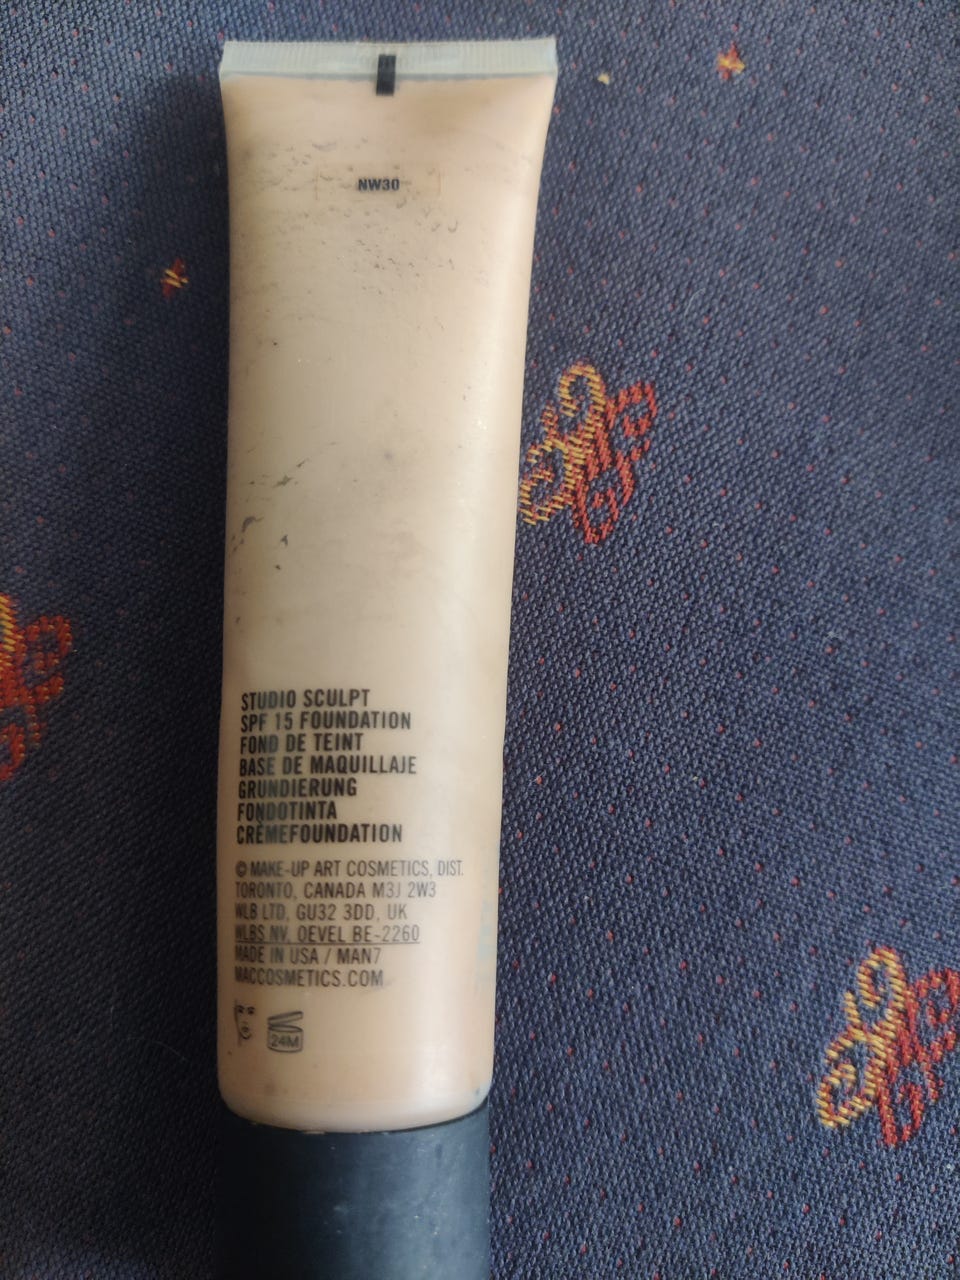 NW30
STUDIO SCULPT
SPF 15 FOUNDATION
FOND DE TEINT
BASE DE MAQUILLAJE
GRUNDIERUNG
FONDOTINTA
CRÈMEFOUNDATION
© MAKE-UP ART COSMETICS, DIST.
TORONTO, CANADA M3J 2W3
WLB LTD, GU32 3DD, UK
WLBS NV, OEVEL BE-2260
MADE IN USA / MAN7
MACCOSMETICS.COM
24M